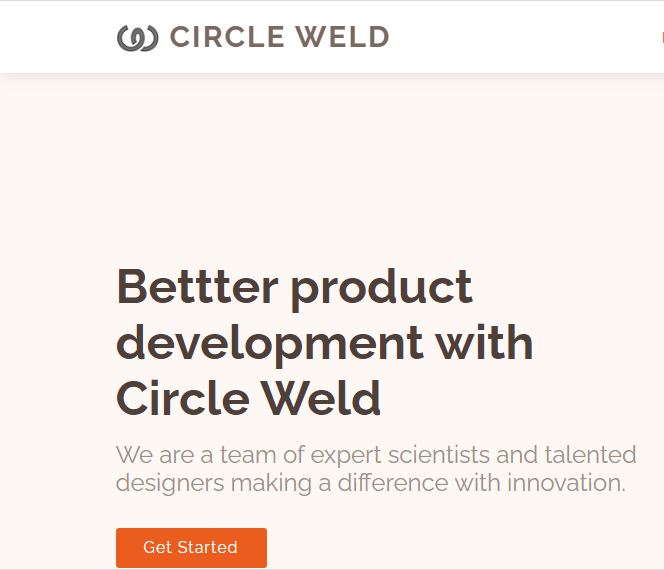 CIRCLE WELD
Bettter product
development with
Circle Weld
We are a team of expert scientists and talented
designers making a difference with innovation.
Get Started